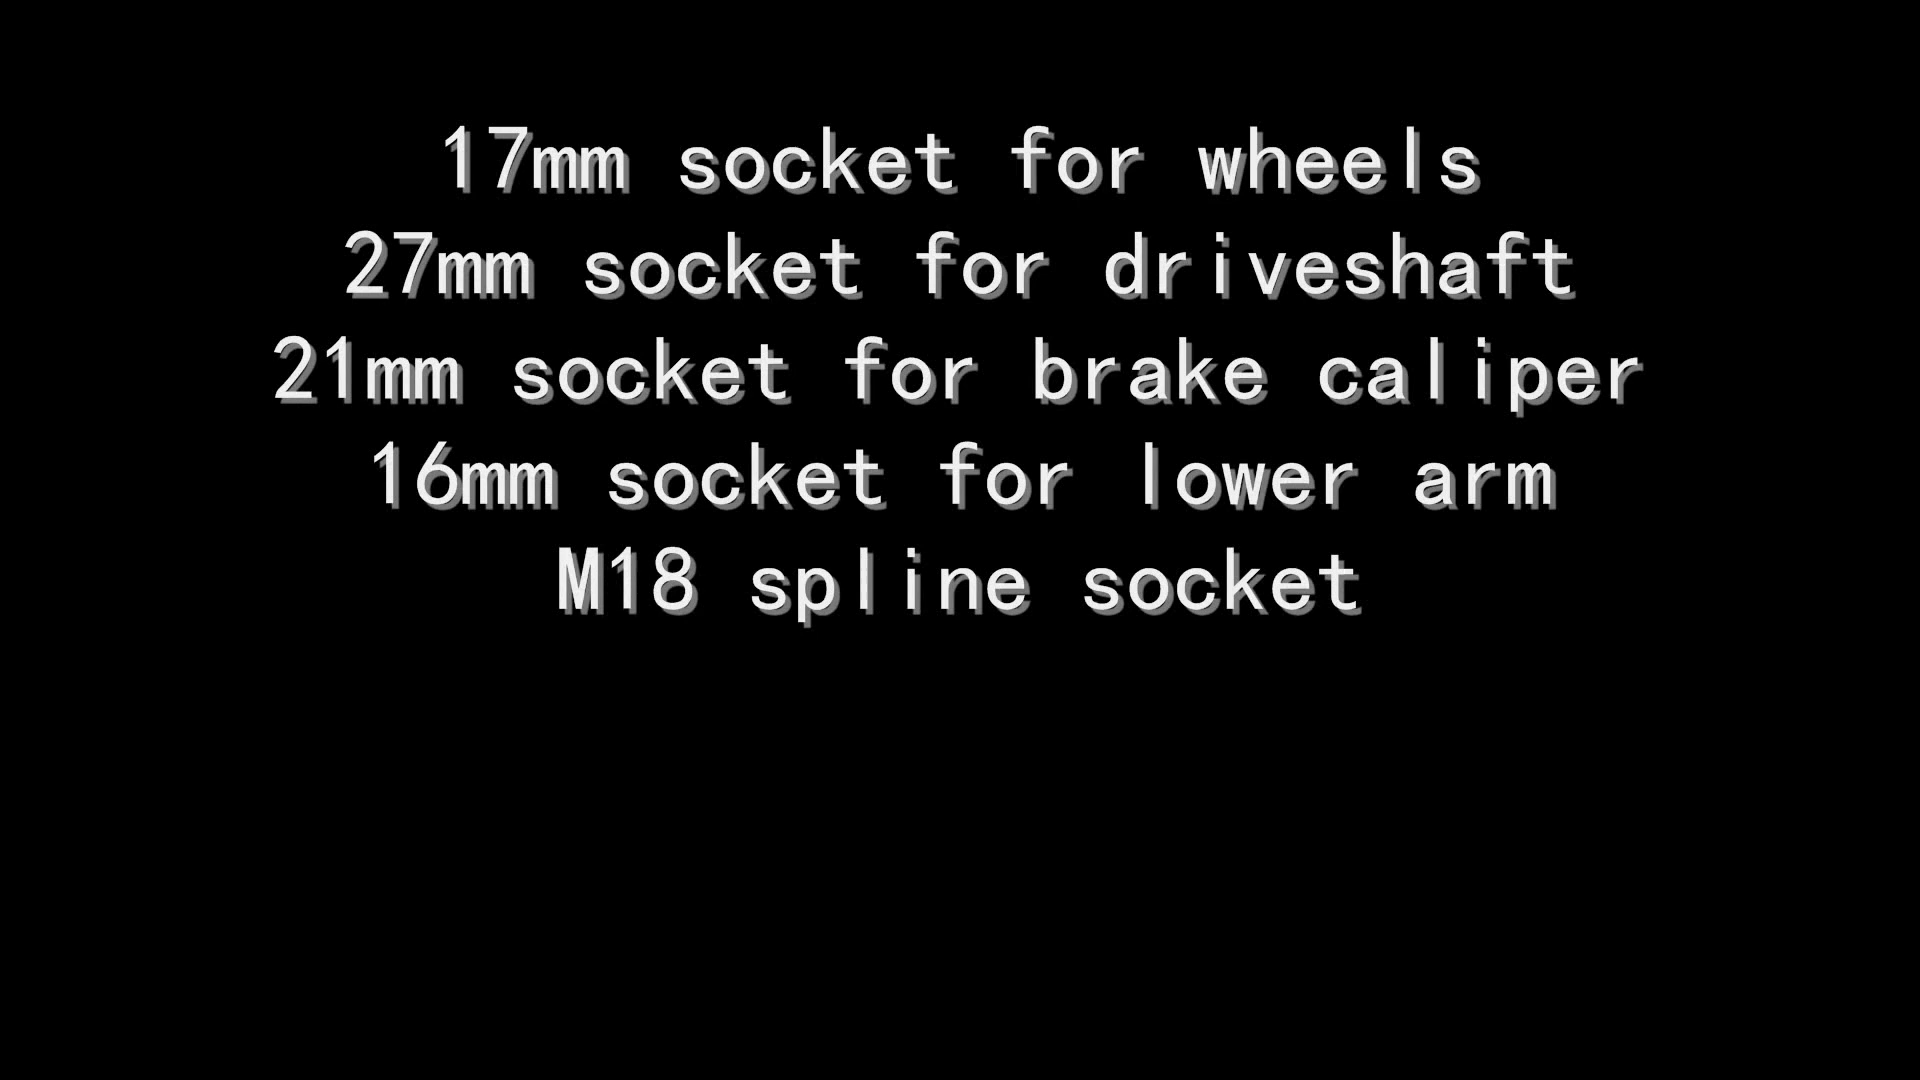 17mm socket for wheels
27mm socket for driveshaft
21mm socket for brake caliper
16mm socket for lower arm
M18 spline socket